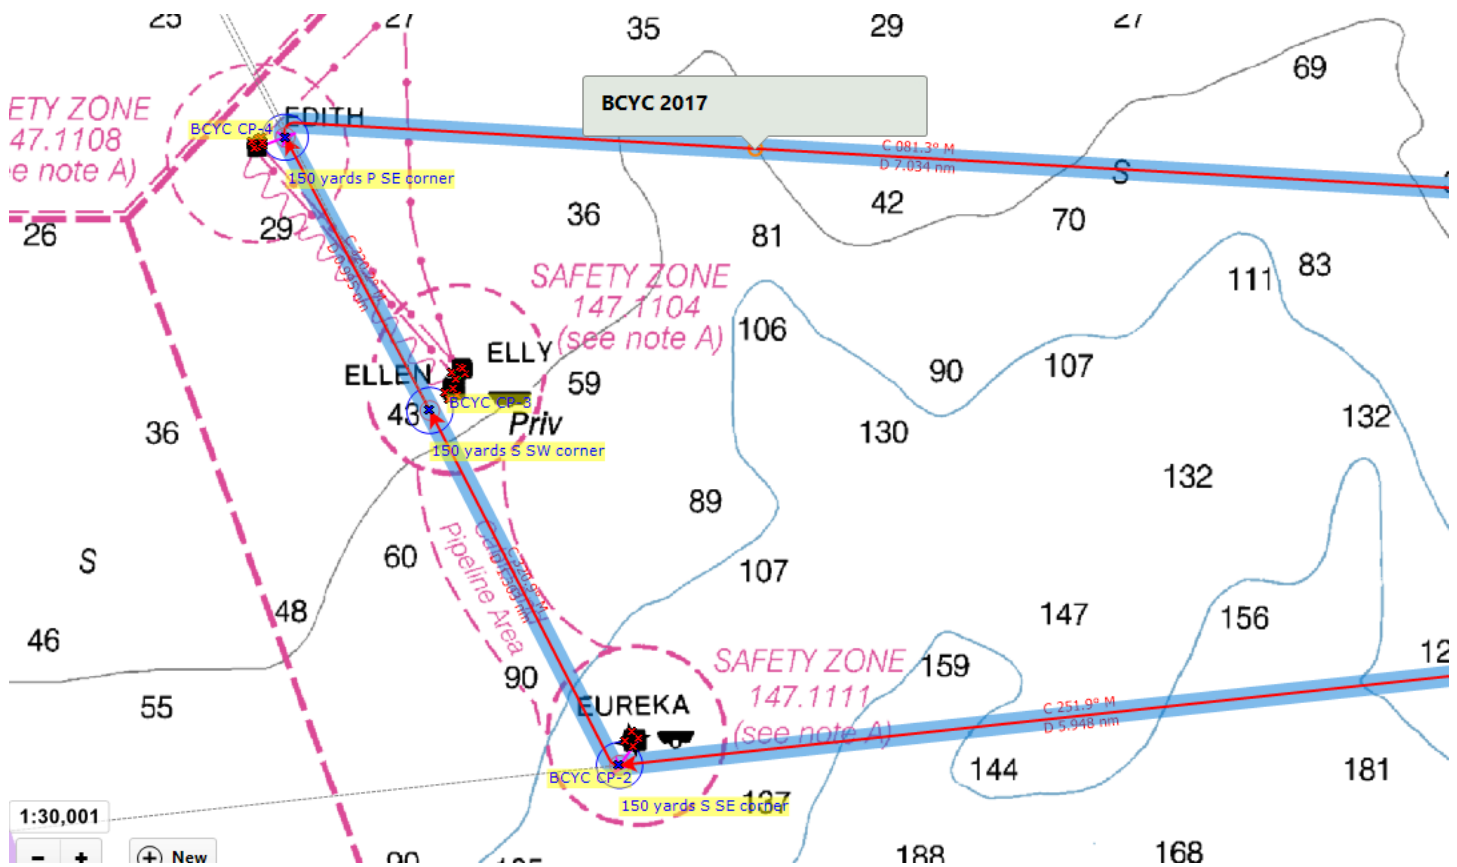 25
27
35
29
27
69
BCYC 2017
ETY ZONE
47.1108
e note A)
EDITH
BCYC CP-4
150 yards P SE corner
C 081.3° M
D 7.034 nm
S
42
36
81
70
26
29
SAFETY ZONE
147.1104
(see note A)
111
83
106
ELLY
ELLEN
59
90
107
BCYC CP-3
43
Priv
36
130
132
150 yards S SW corner
89
132
Pipeline Area
60
S
107
48
147
156
46
SAFETY ZONE
147.1111
(see note A)
159
12
90
55
EUREKA
C 251.9° M
D 5.948 nm
BCYC CP-2
144
181
150 yards S SE corner
137
1:30,001
− +
New
90
188
168